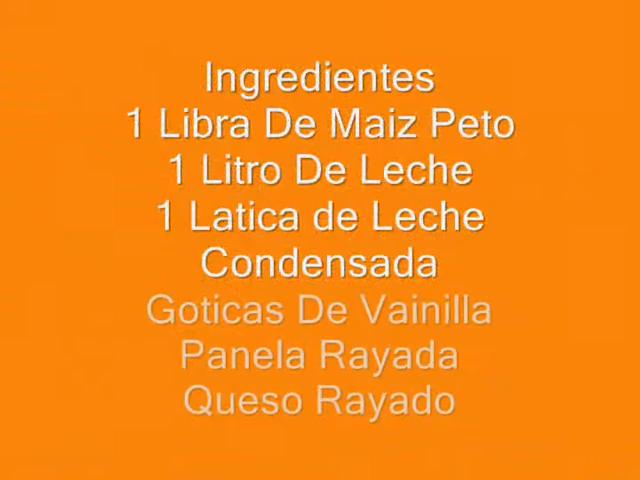 Ingredientes
1 Libra De Maiz Peto
1 Litro De Leche
1 Latica de Leche
Condensada
Goticas De Vainilla
Panela Rayada
Queso Rayado